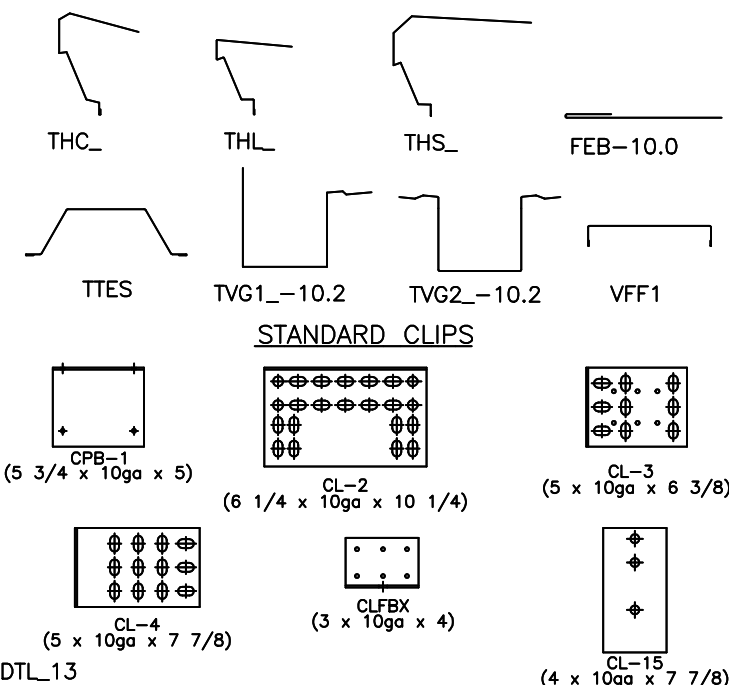 THC_ THL_ THS_ FEB-10.0
TTES TVG1_-10.2 TVG2_-10.2 VFF1
STANDARD CLIPS
CPB-1
(5 3/4 x 10ga x 5)
CL-2
(6 1/4 x 10ga x 10 1/4)
CL-3
(5 x 10ga x 6 3/8)
CL-4
(5 x 10ga x 7 7/8)
CLFBX
(3 x 10ga x 4)
CL-15
(4 x 10ga x 7 7/8)
DTL_13